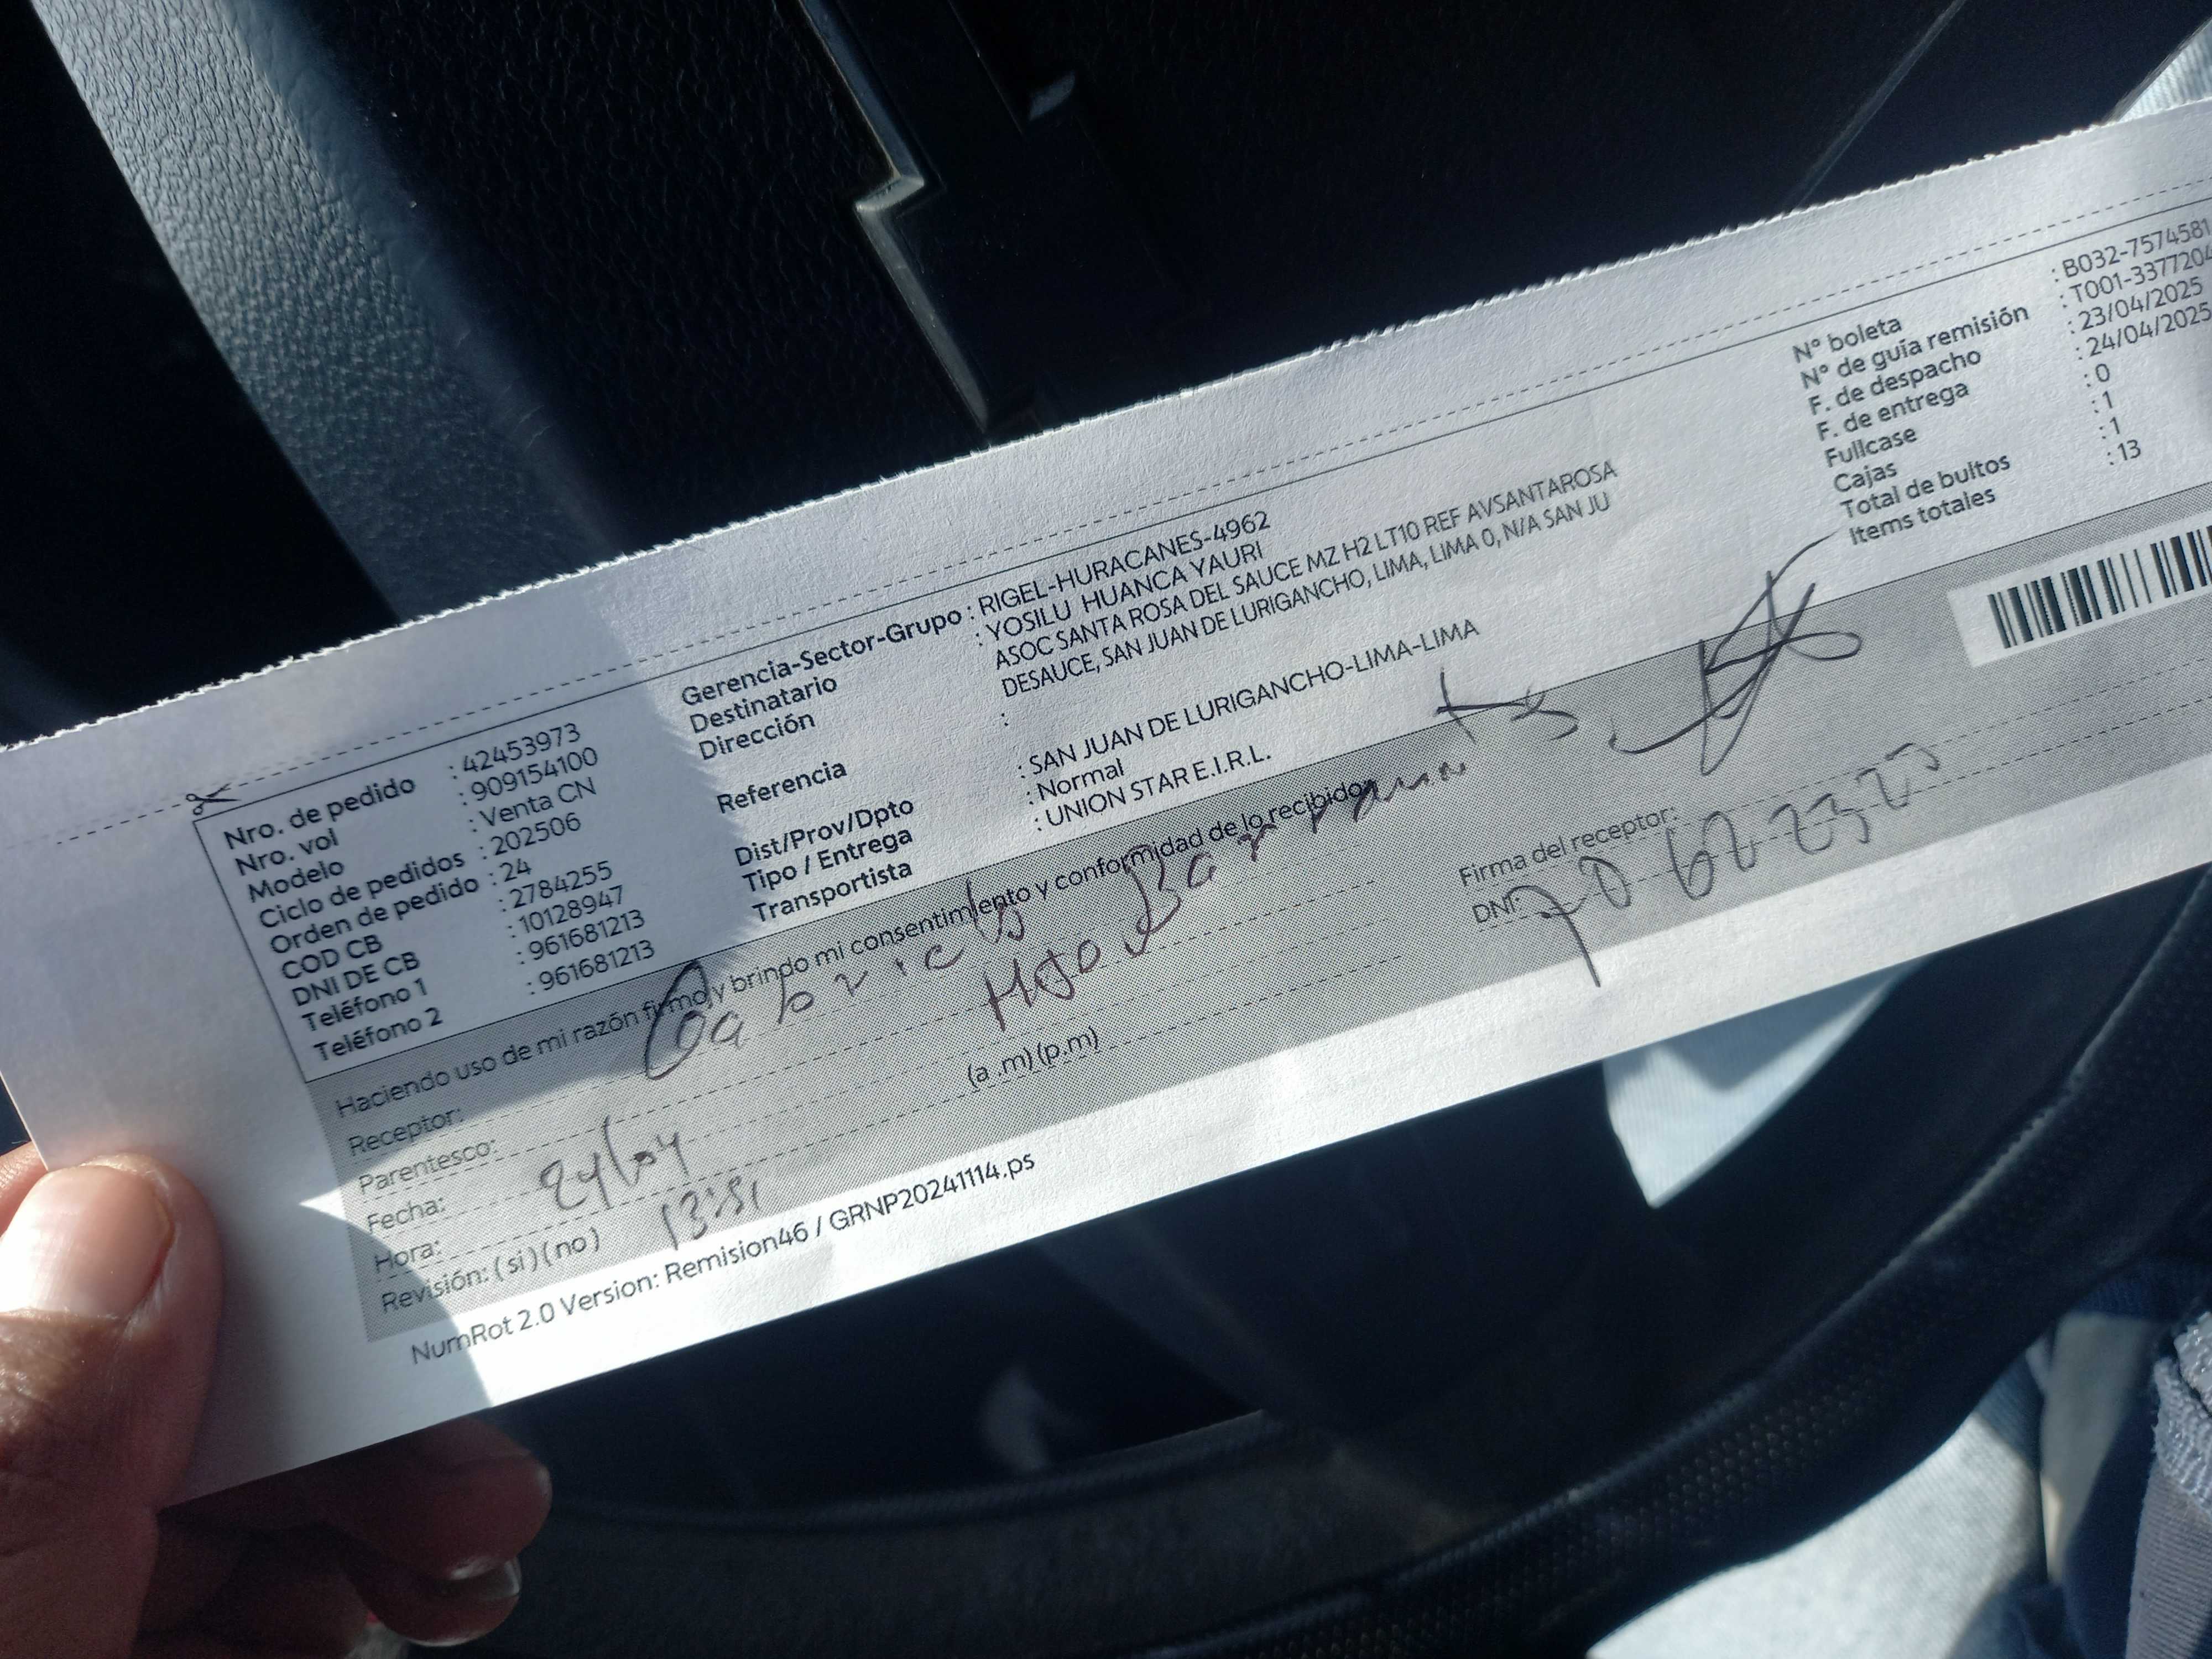 Nro. de pedido : 42453973
Nro. vol : 909154100
Modelo : Venta CN
Ciclo de pedidos : 202506
Orden de pedido : 24
COD CB : 2784255
DNI DE CB : 10128947
Teléfono 1 : 961681213
Teléfono 2 : 961681213
Gerencia-Sector-Grupo : RIGEL-HURACANES-4962
Destinatario : YOSILU HUANCA YAURI
Dirección ASOC SANTA ROSA DEL SAUCE MZ H2 LT10 REF AVSANTAROSA
DESAUCE, SAN JUAN DE LURIGANCHO, LIMA, LIMA 0, N/A SAN JU
Referencia :
Dist/Prov/Dpto : SAN JUAN DE LURIGANCHO-LIMA-LIMA
Tipo / Entrega : Normal
Transportista : UNION STAR E.I.R.L.
N° boleta : B032-7574581
N° de guia remisión : T001-3377204
F. de despacho : 23/04/2025
F. de entrega : 24/04/2025
Fullcase : 0
Cajas : 1
Total de bultos : 1
Items totales : 13
Haciendo uso de mi razón firmo y brindo mi consentimiento y conformidad de lo recibido
Receptor:
Parentesco: HIJO
Fecha: 24/04
Hora: 13:51 (a .m) (p.m)
Revisión: (si) (no)
Firma del receptor:
DNI:
NumRot 2.0 Version: Remision46 / GRNP20241114.ps